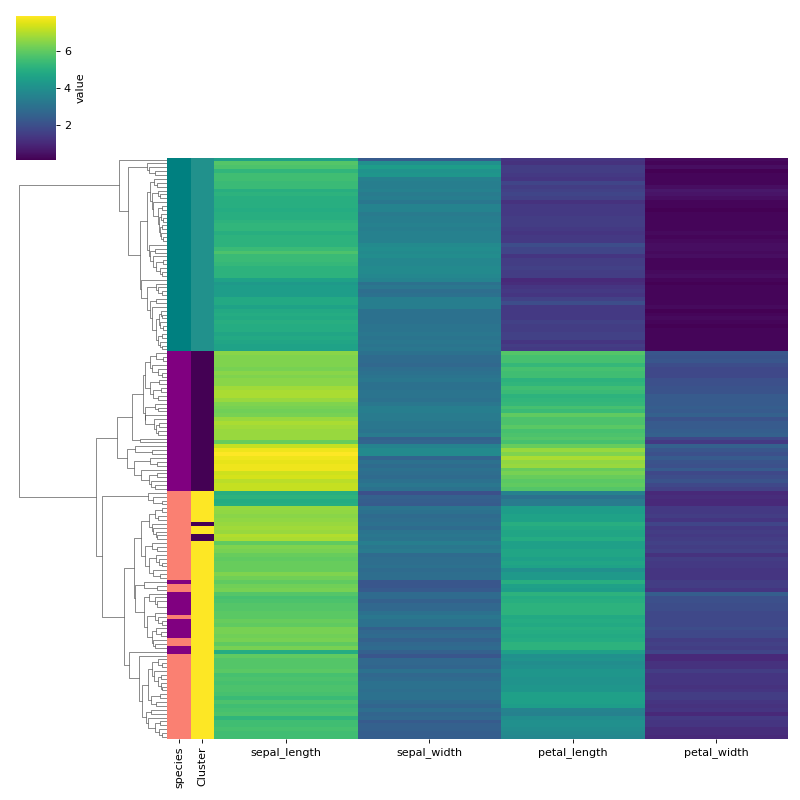 6
4
2
value
species
Cluster
sepal_length
sepal_width
petal_length
petal_width